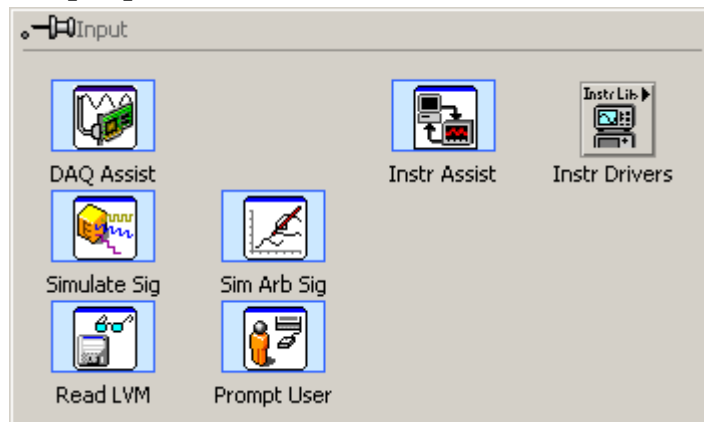 Input
DAQ Assist
Instr Assist
Instr Lib
Instr Drivers
Simulate Sig
Sim Arb Sig
Read LVM
Prompt User